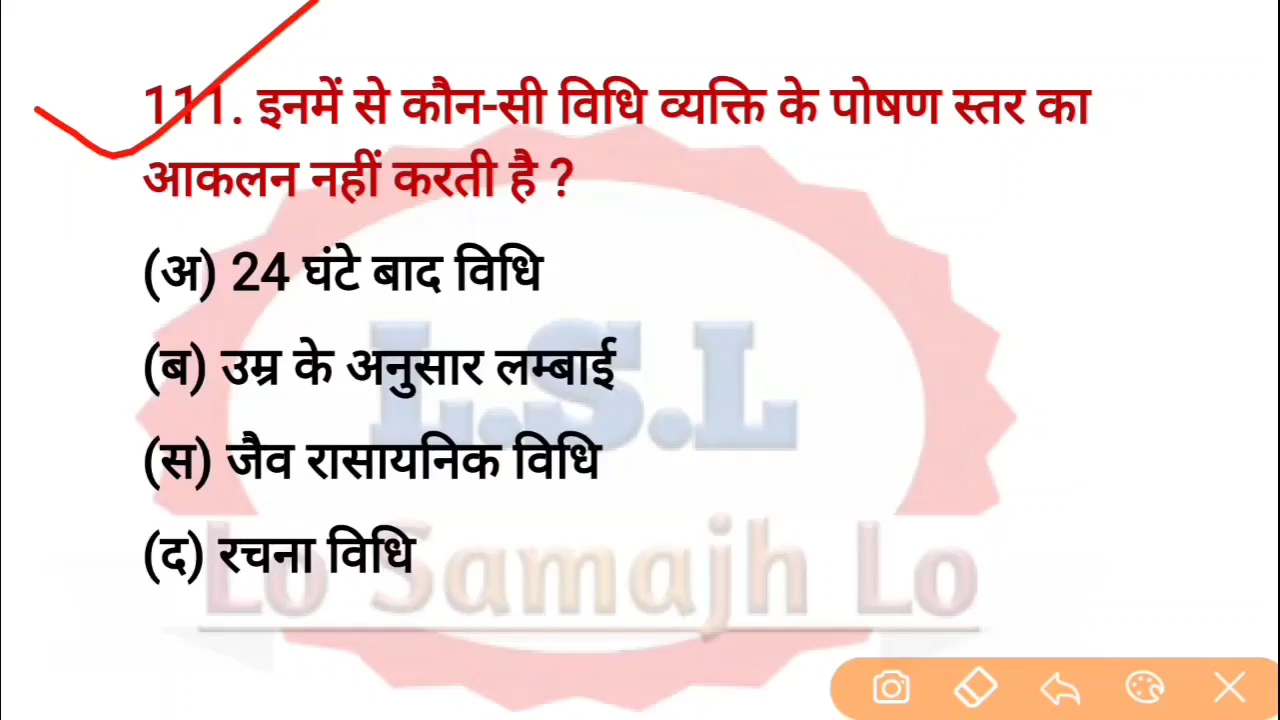 111. इनमें से कौन-सी विधि व्यक्ति के पोषण स्तर का
आकलन नहीं करती है ?
(अ) 24 घंटे बाद विधि
(ब) उम्र के अनुसार लम्बाई
L.S.L
(स) जैव रासायनिक विधि
(द) रचना विधि
Lo Samajh Lo